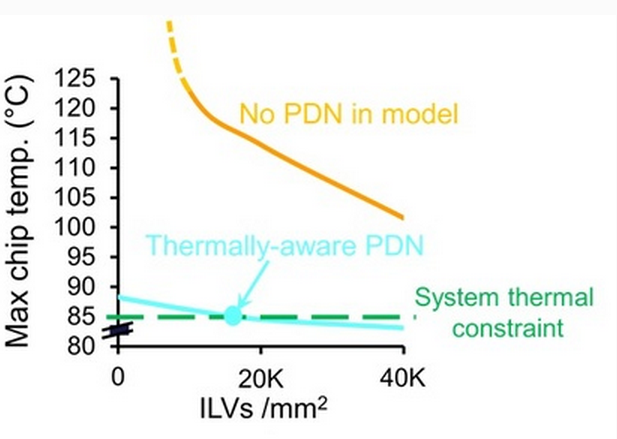 125
120
115
110
105
100
95
90
85
80
Max chip temp. (°C)
No PDN in model
Thermally-aware PDN
System thermal
constraint
0
20K
40K
ILVs /mm²